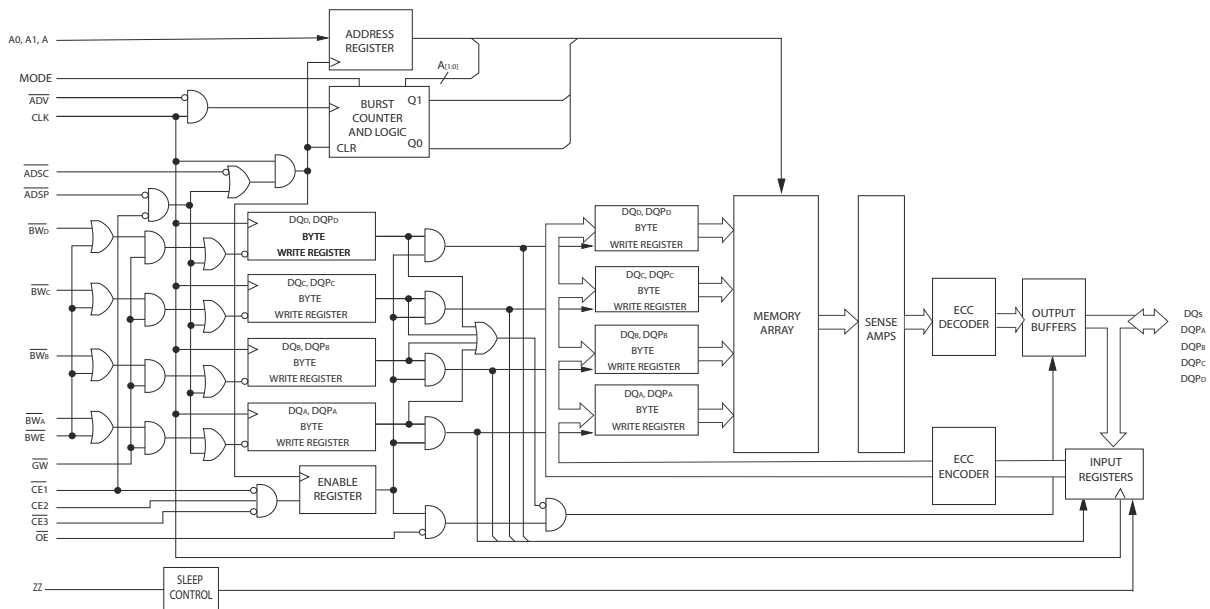 A0, A1, A
ADDRESS
REGISTER
A[1:0]
MODE
ADV
CLK
BURST
COUNTER
AND LOGIC
CLR
Q1
Q0
ADSC
ADSP
BWD
BWC
BWB
BWA
BWE
GW
CE1
CE2
CE3
OE
ZZ
DQD, DQPD
BYTE
WRITE REGISTER
DQC, DQPC
BYTE
WRITE REGISTER
DQB, DQPB
BYTE
WRITE REGISTER
DQA, DQPA
BYTE
WRITE REGISTER
ENABLE
REGISTER
SLEEP
CONTROL
DQD, DQPD
BYTE
WRITE REGISTER
DQC, DQPC
BYTE
WRITE REGISTER
DQB, DQPB
BYTE
WRITE REGISTER
DQA, DQPA
BYTE
WRITE REGISTER
MEMORY
ARRAY
SENSE
AMPS
ECC
DECODER
OUTPUT
BUFFERS
ECC
ENCODER
INPUT
REGISTERS
DQs
DQPA
DQPB
DQPC
DQPD